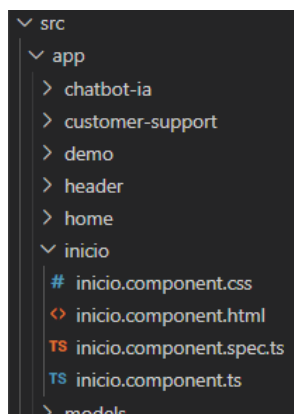 src
app
chatbot-ia
customer-support
demo
header
home
inicio
# inicio.component.css
<> inicio.component.html
TS inicio.component.spec.ts
TS inicio.component.ts
models